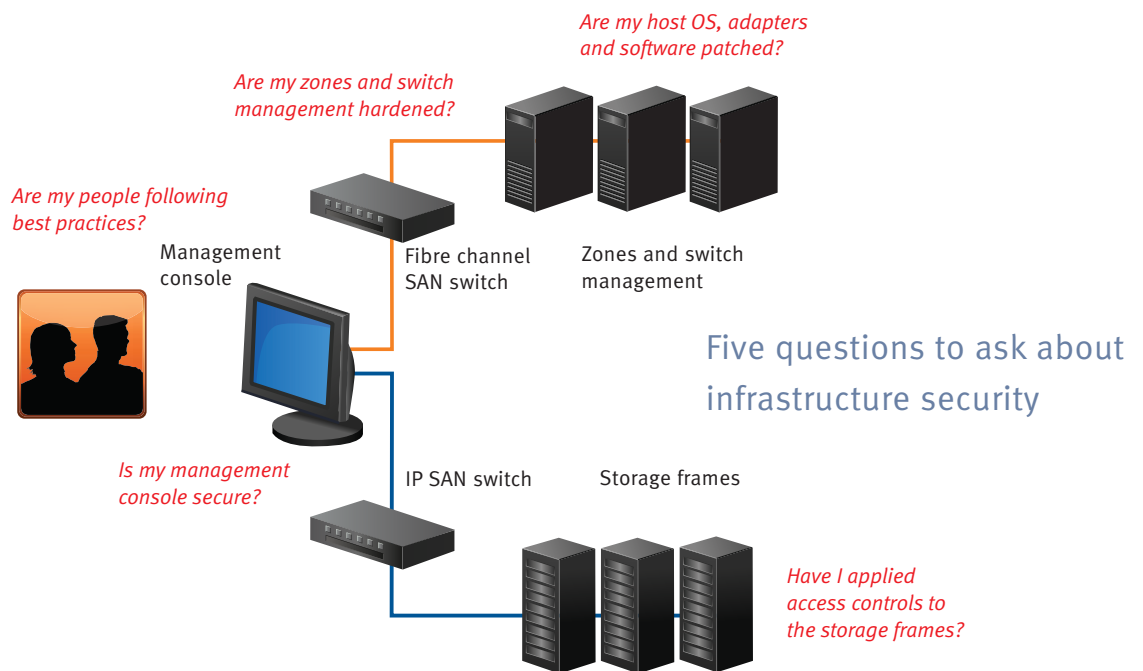 Are my host OS, adapters
and software patched?
Are my zones and switch
management hardened?
Are my people following
best practices?
Management
console
Fibre channel
SAN switch
Zones and switch
management
Five questions to ask about
infrastructure security
Is my management
console secure?
IP SAN switch
Storage frames
Have I applied
access controls to
the storage frames?